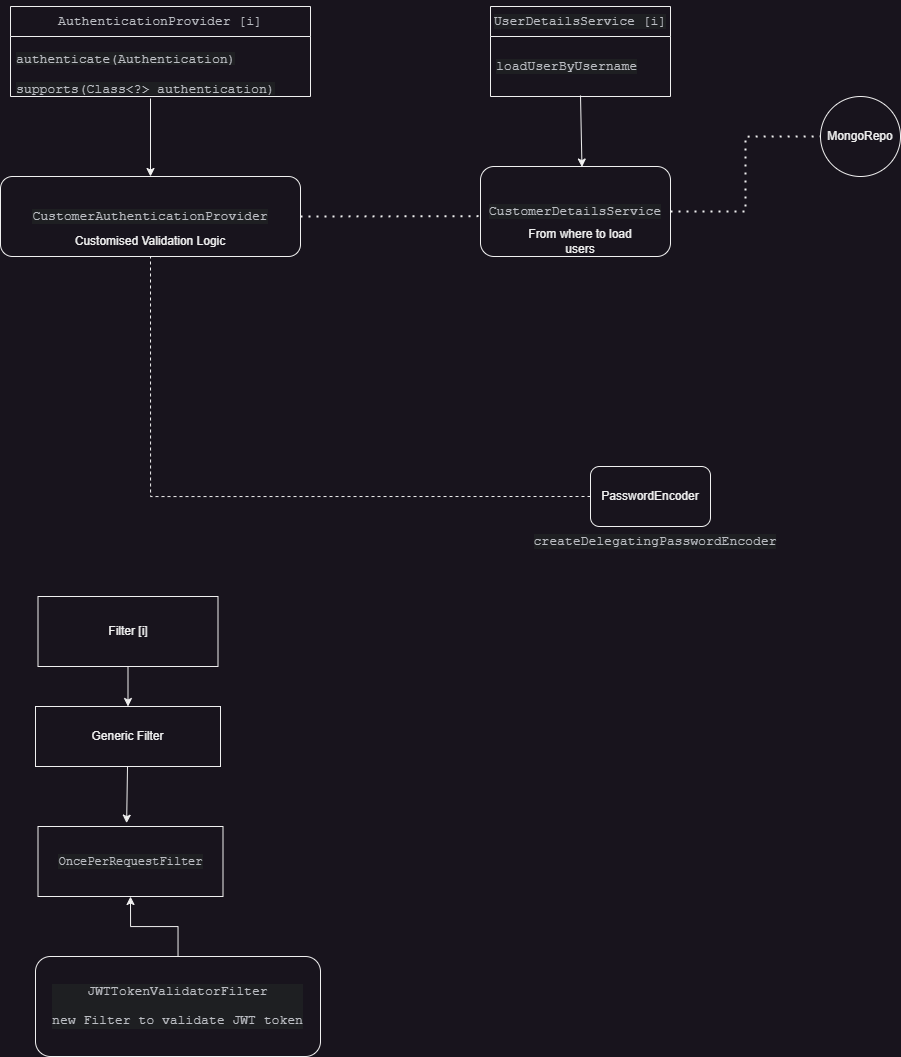 AuthenticationProvider [i]
authenticate(Authentication)
supports(Class<?> authentication)
UserDetailsService [i]
loadUserByUsername
MongoRepo
CustomerAuthenticationProvider
Customised Validation Logic
CustomerDetailsService
From where to load
users
PasswordEncoder
createDelegatingPasswordEncoder
Filter [i]
Generic Filter
OncePerRequestFilter
JWTTokenValidatorFilter
new Filter to validate JWT token